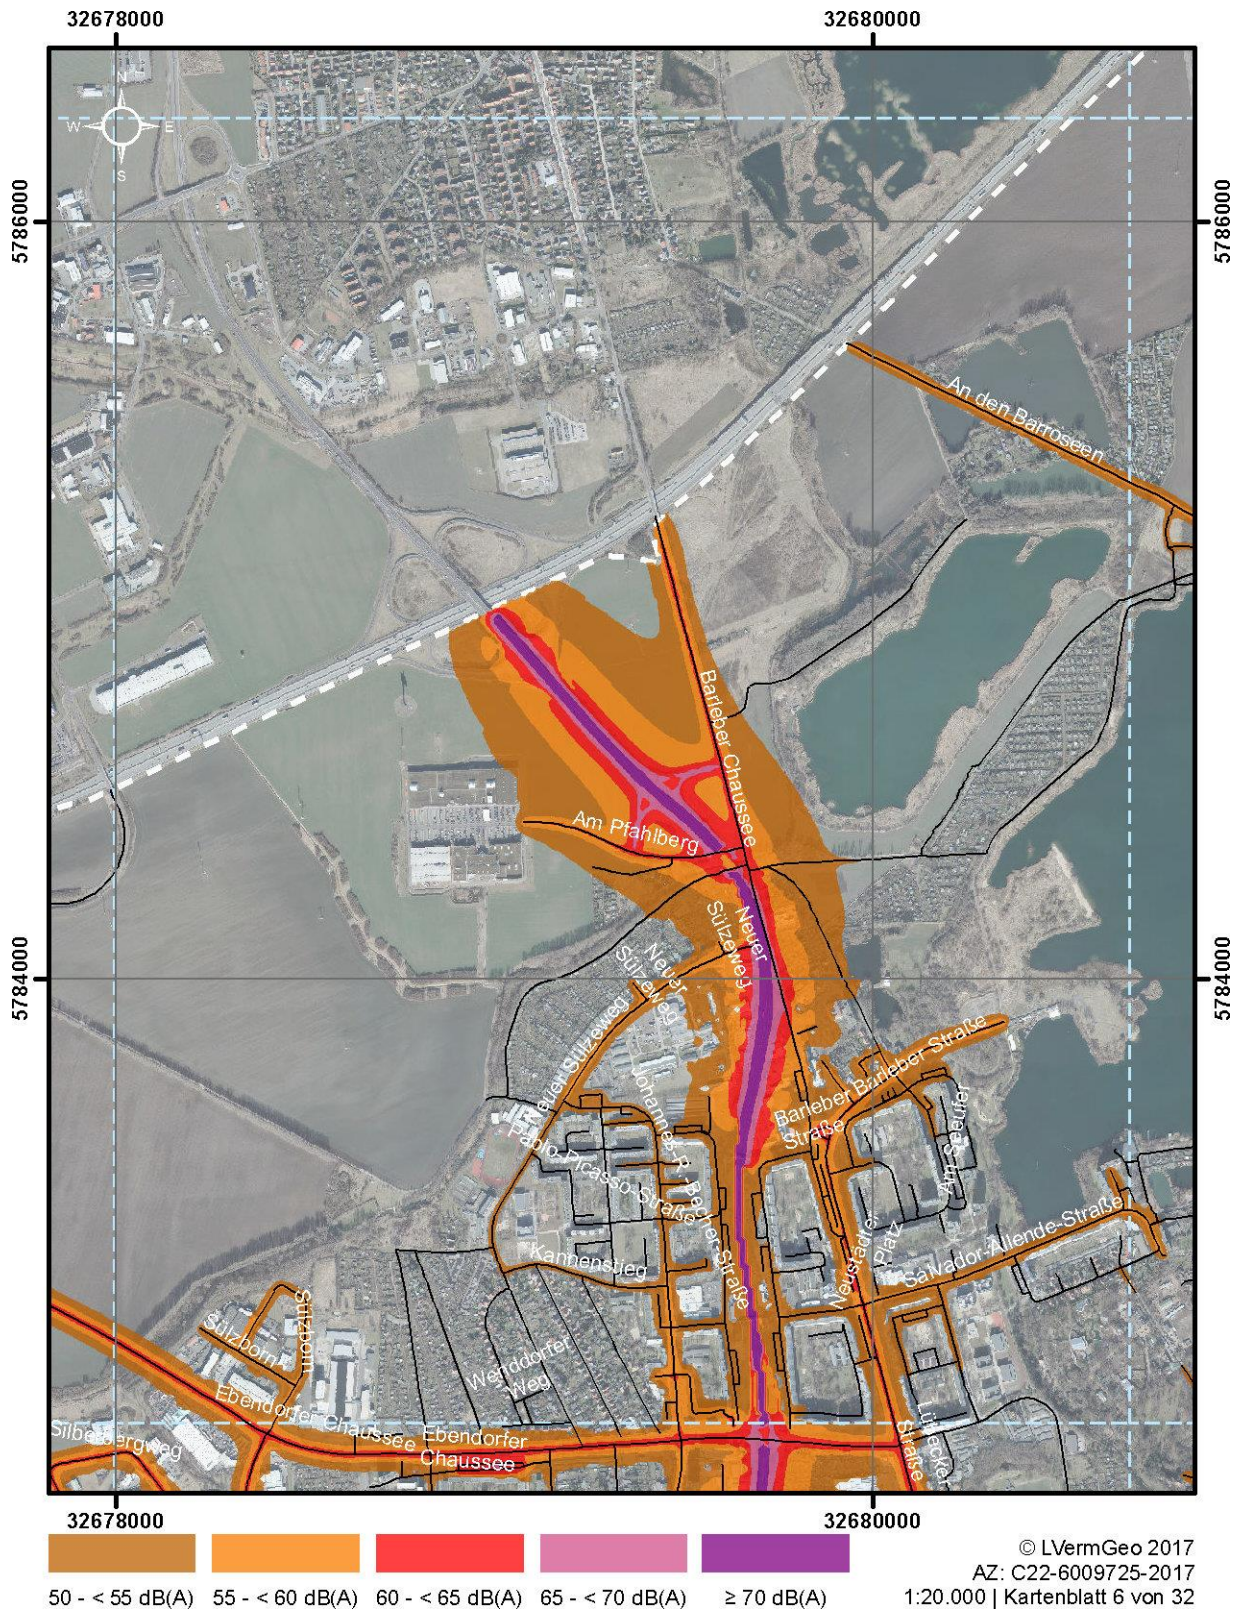 32678000
32680000
N
W
E
S
5786000
5786000
An den Barroseen
Barleber Chaussee
Am Pfahlberg
Neuer
Sülzeweg
Neuer
Sülzeweg
5784000
5784000
Neuer Sülzeweg
Barleber Straße
Barleber
Straße
Johannes-R.-Becher-Straße
Pablo-Picasso-Straße
Am Seeufer
Kannenstieg
Neustädter
Platz
Salvador-Allende-Straße
Sülzborn
Sülzborn
Wenddorfer
Weg
Ebendorfer Chaussee
Ebendorfer
Chaussee
Silberbergweg
Lübecker
Straße
32678000
32680000
50 - < 55 dB(A)
55 - < 60 dB(A)
60 - < 65 dB(A)
65 - < 70 dB(A)
≥ 70 dB(A)
© LVermGeo 2017
AZ: C22-6009725-2017
1:20.000 | Kartenblatt 6 von 32